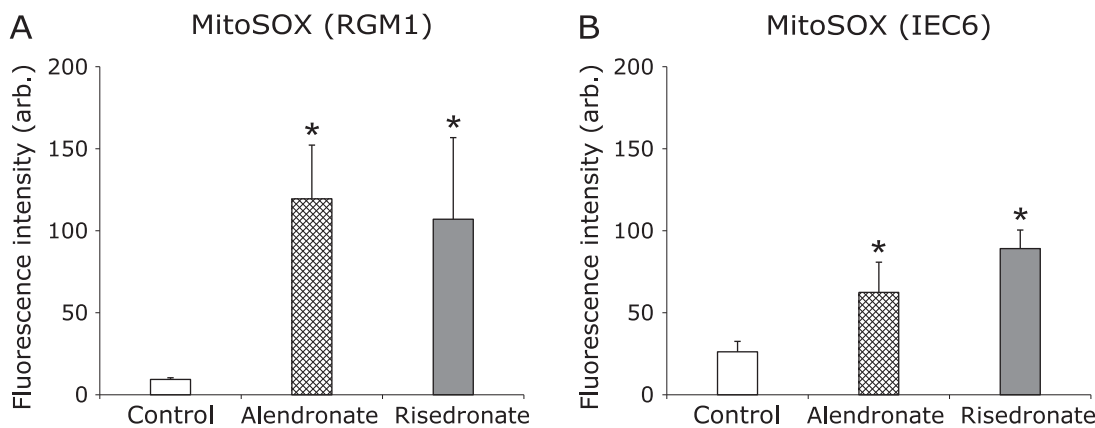 A
MitoSOX (RGM1)
Fluorescence intensity (arb.)
200
150
100
50
0
*
*
Control
Alendronate
Risedronate
B
MitoSOX (IEC6)
Fluorescence intensity (arb.)
200
150
100
50
0
*
*
Control
Alendronate
Risedronate